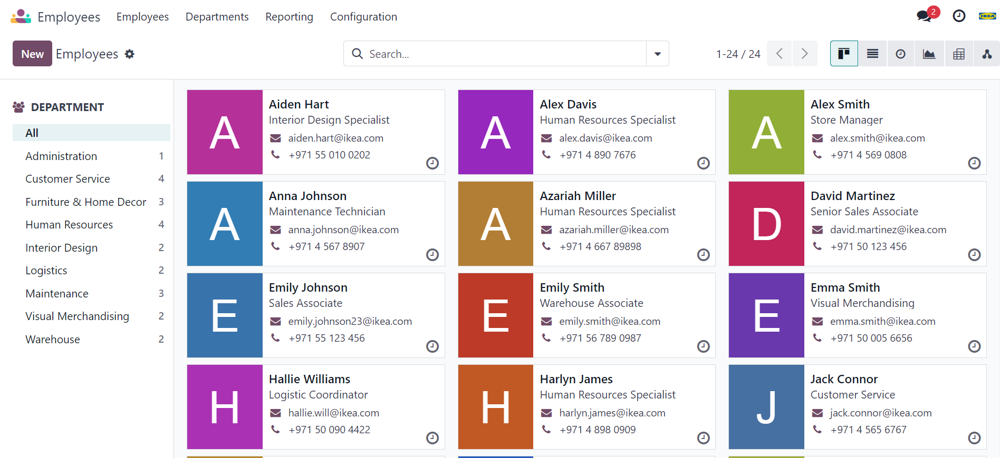 Employees Employees Departments Reporting Configuration 2 IKEA
New Employees Search... 1-24 / 24
DEPARTMENT
All
Administration 1
Customer Service 4
Furniture & Home Decor 3
Human Resources 4
Interior Design 2
Logistics 2
Maintenance 3
Visual Merchandising 2
Warehouse 2
A
Aiden Hart
Interior Design Specialist
aiden.hart@ikea.com
+971 55 010 0202
A
Alex Davis
Human Resources Specialist
alex.davis@ikea.com
+971 4 890 7676
A
Alex Smith
Store Manager
alex.smith@ikea.com
+971 4 569 0808
A
Anna Johnson
Maintenance Technician
anna.johnson@ikea.com
+971 4 567 8907
A
Azariah Miller
Human Resources Specialist
azariah.miller@ikea.com
+971 4 667 89898
D
David Martinez
Senior Sales Associate
david.martinez@ikea.com
+971 50 123 456
E
Emily Johnson
Sales Associate
emily.johnson23@ikea.com
+971 55 123 456
E
Emily Smith
Warehouse Associate
emily.smith@ikea.com
+971 56 789 0987
E
Emma Smith
Visual Merchandising
emma.smith@ikea.com
+971 50 005 6656
H
Hallie Williams
Logistic Coordinator
hallie.will@ikea.com
+971 50 090 4422
H
Harlyn James
Human Resources Specialist
harlyn.james@ikea.com
+971 4 898 0909
J
Jack Connor
Customer Service
jack.connor@ikea.com
+971 4 565 6767